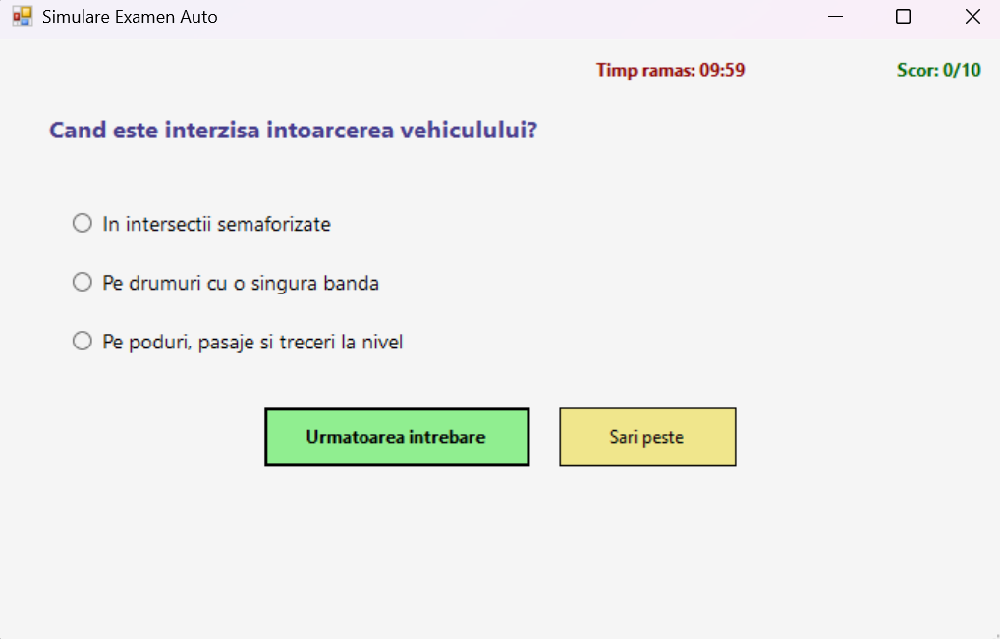 Simulare Examen Auto
Timp ramas: 09:59
Scor: 0/10
Cand este interzisa intoarcerea vehiculului?
In intersectii semaforizate
Pe drumuri cu o singura banda
Pe poduri, pasaje si treceri la nivel
Urmatoarea intrebare
Sari peste